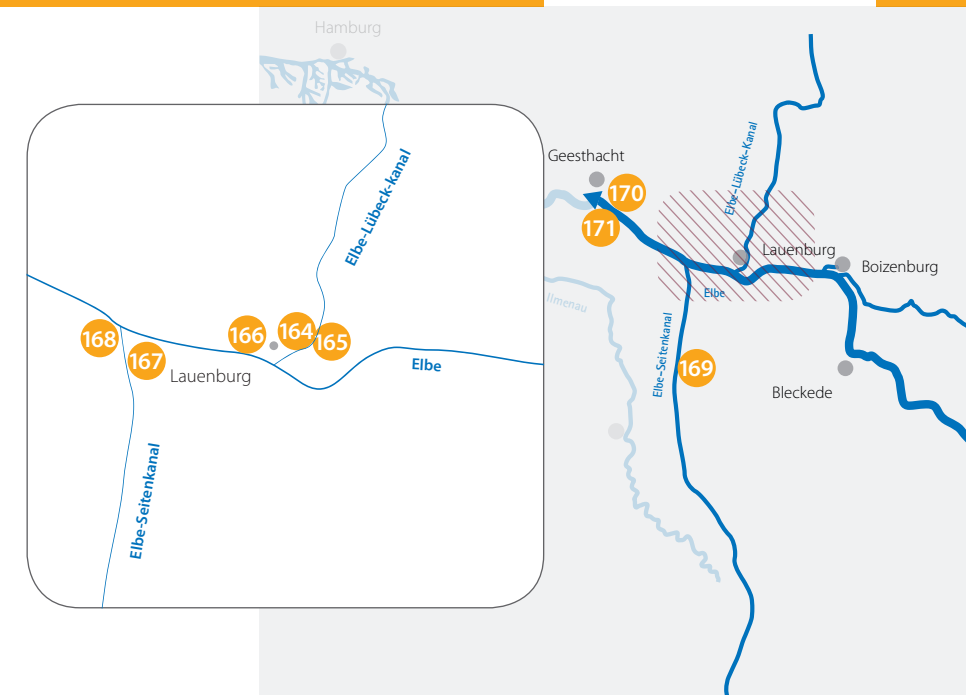 Hamburg
Geesthacht
170
171
Elbe-Lübeck-Kanal
Lauenburg
Boizenburg
Elbe
Ilmenau
Elbe-Seitenkanal
169
Bleckede
Elbe-Lübeck-kanal
168
167
166
164
165
Lauenburg
Elbe
Elbe-Seitenkanal